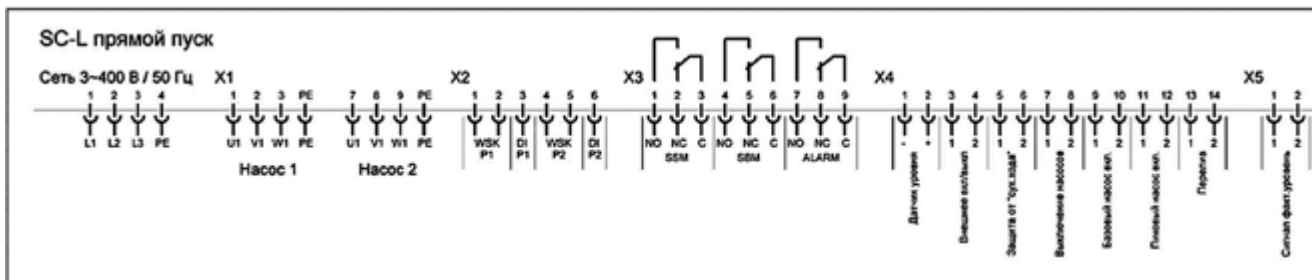 SC-L прямой пуск
Сеть 3~400 В / 50 Гц X1 X2 X3 X4 X5
1 2 3 4 1 2 3 PE 7 8 9 PE 1 2 3 4 5 6 1 2 3 4 5 6 7 8 9 1 2 3 4 5 6 7 8 9 10 11 12 13 14 1 2
L1 L2 L3 PE U1 V1 W1 PE U1 V1 W1 PE WSK DI WSK DI NO NC C NO NC C NO NC C - + 1 2 1 2 1 2 1 2 1 2 1 2 1 2
P1 P1 P2 P2 SSM SBM ALARM
Насос 1 Насос 2
Датчик уровня
Внешнее вкл/выкл
Защита от "сух.хода"
Выключение насосов
Базовый насос вкл.
Пиковый насос вкл.
Перелив
Сигнал факт.уровень